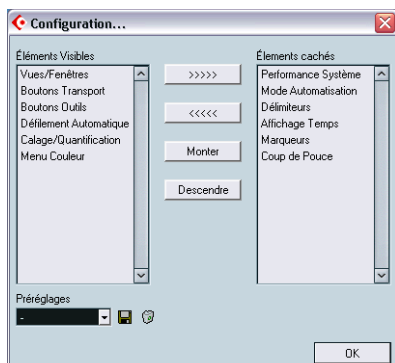 Configuration...
Éléments Visibles
Vues/Fenêtres
Boutons Transport
Boutons Outils
Défilement Automatique
Calage/Quantification
Menu Couleur
>>>>>
<<<<<
Monter
Descendre
Élements cachés
Performance Système
Mode Automatisation
Délimiteurs
Affichage Temps
Marqueurs
Coup de Pouce
Préréglages
-
OK